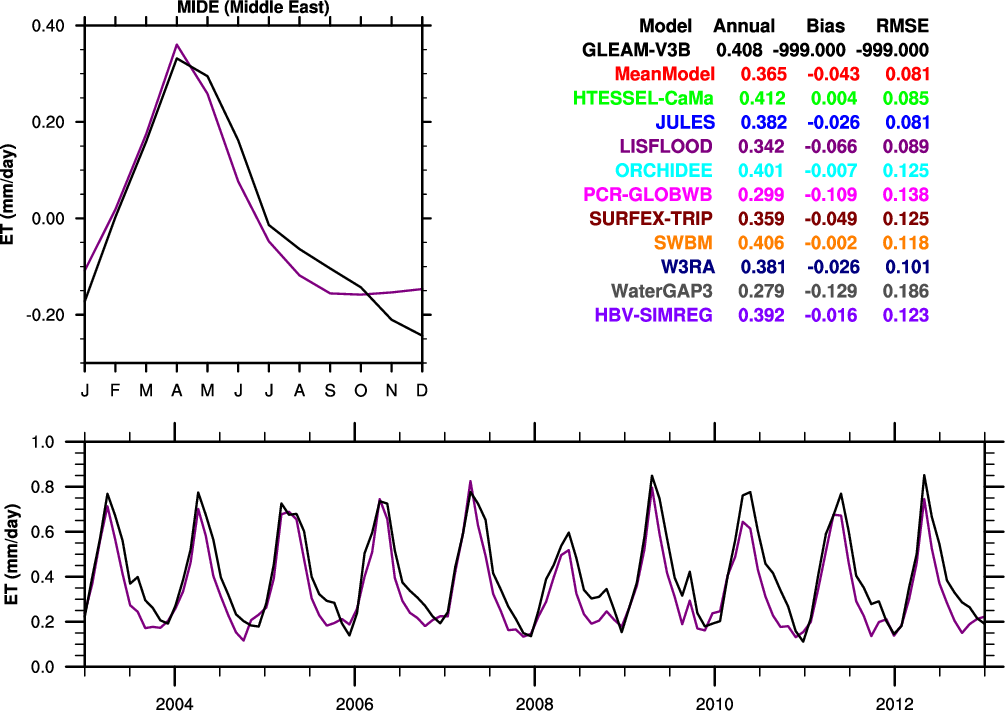 MIDE (Middle East)
0.40
0.20
0.00
-0.20
ET (mm/day)
J F M A M J J A S O N D
Model Annual Bias RMSE
GLEAM-V3B 0.408 -999.000 -999.000
MeanModel 0.365 -0.043 0.081
HTESSEL-CaMa 0.412 0.004 0.085
JULES 0.382 -0.026 0.081
LISFLOOD 0.342 -0.066 0.089
ORCHIDEE 0.401 -0.007 0.125
PCR-GLOBWB 0.299 -0.109 0.138
SURFEX-TRIP 0.359 -0.049 0.125
SWBM 0.406 -0.002 0.118
W3RA 0.381 -0.026 0.101
WaterGAP3 0.279 -0.129 0.186
HBV-SIMREG 0.392 -0.016 0.123
1.0
0.8
0.6
0.4
0.2
0.0
ET (mm/day)
2004 2006 2008 2010 2012